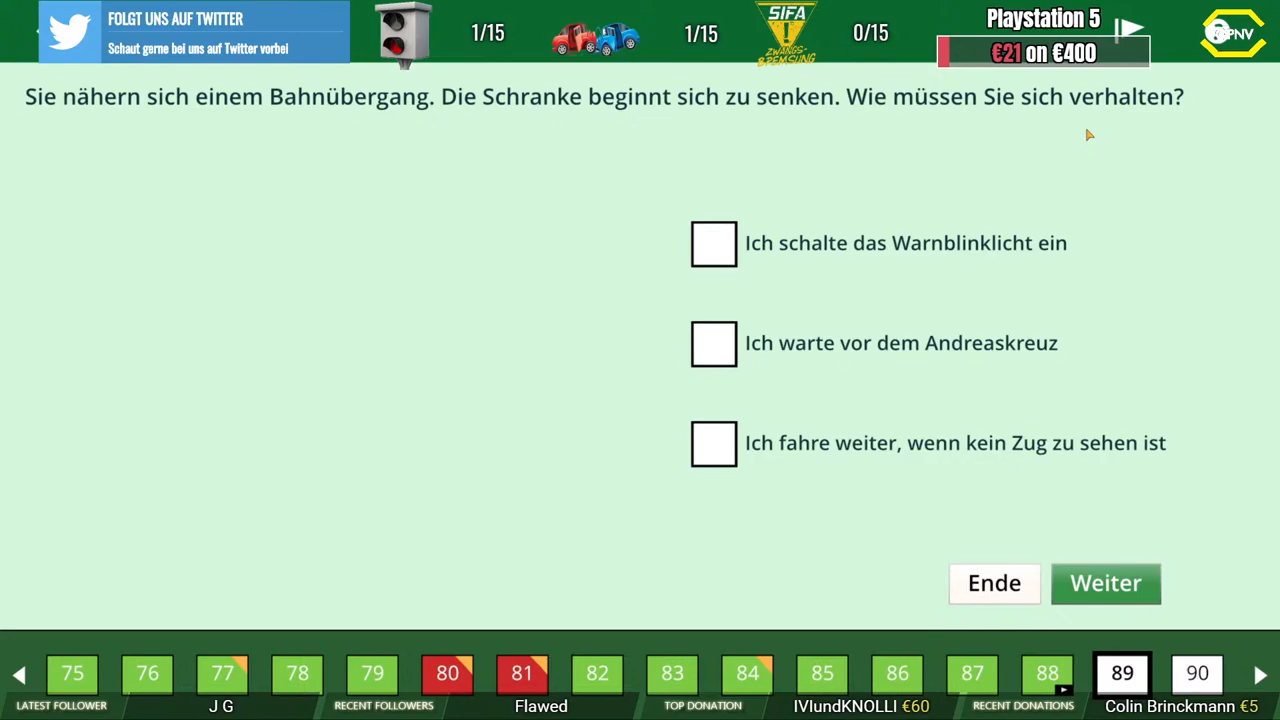 FOLGT UNS AUF TWITTER
Schaut gerne bei uns auf Twitter vorbei
1/15
1/15
SIFA
!
ZWANGS-
BREMSUNG
0/15
Playstation 5
€21 on €400
ÖPNV
Sie nähern sich einem Bahnübergang. Die Schranke beginnt sich zu senken. Wie müssen Sie sich verhalten?
Ich schalte das Warnblinklicht ein
Ich warte vor dem Andreaskreuz
Ich fahre weiter, wenn kein Zug zu sehen ist
Ende
Weiter
75 76 77 78 79 80 81 82 83 84 85 86 87 88 89 90
LATEST FOLLOWER J G RECENT FOLLOWERS Flawed TOP DONATION IVIundKNOLLI €60 RECENT DONATIONS Colin Brinckmann €5